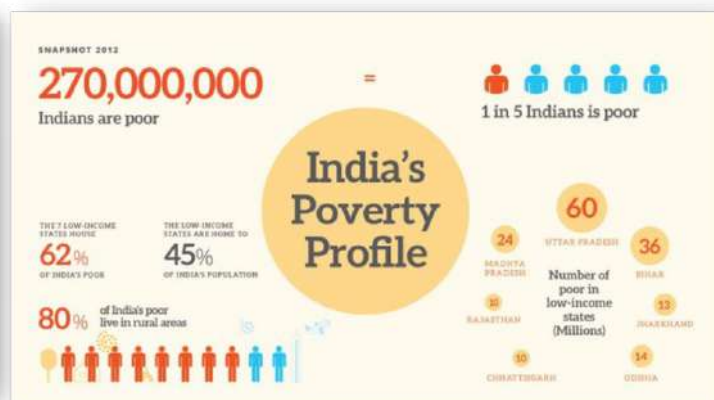 SNAPSHOT 2012
270,000,000
Indians are poor
=
1 in 5 Indians is poor
India's
Poverty
Profile
THE 7 LOW-INCOME
STATES HOUSE
62%
OF INDIA'S POOR
THE LOW-INCOME
STATES ARE HOME TO
45%
OF INDIA'S POPULATION
80% of India's poor
live in rural areas
60
UTTAR PRADESH
24
MADHYA
PRADESH
36
BIHAR
Number of
poor in
low-income
states
(Millions)
10
RAJASTHAN
13
JHARKHAND
10
CHHATTISGARH
14
ODISHA